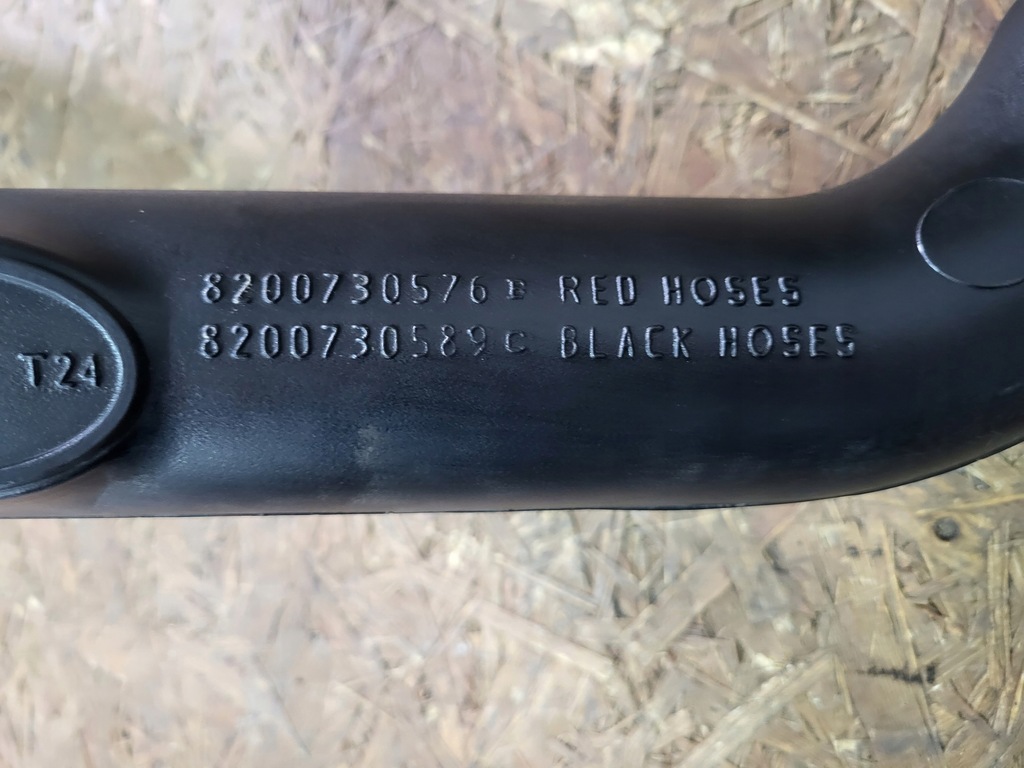 8200730576 B RED HOSES
8200730589 C BLACK HOSES
T24